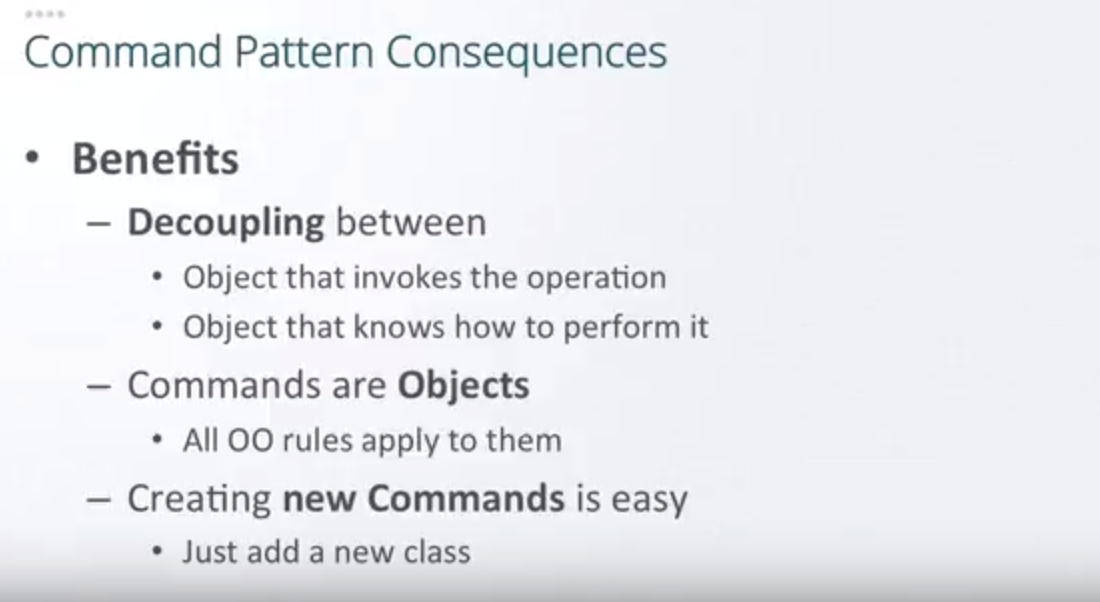 Command Pattern Consequences
• Benefits
– Decoupling between
• Object that invokes the operation
• Object that knows how to perform it
– Commands are Objects
• All OO rules apply to them
– Creating new Commands is easy
• Just add a new class